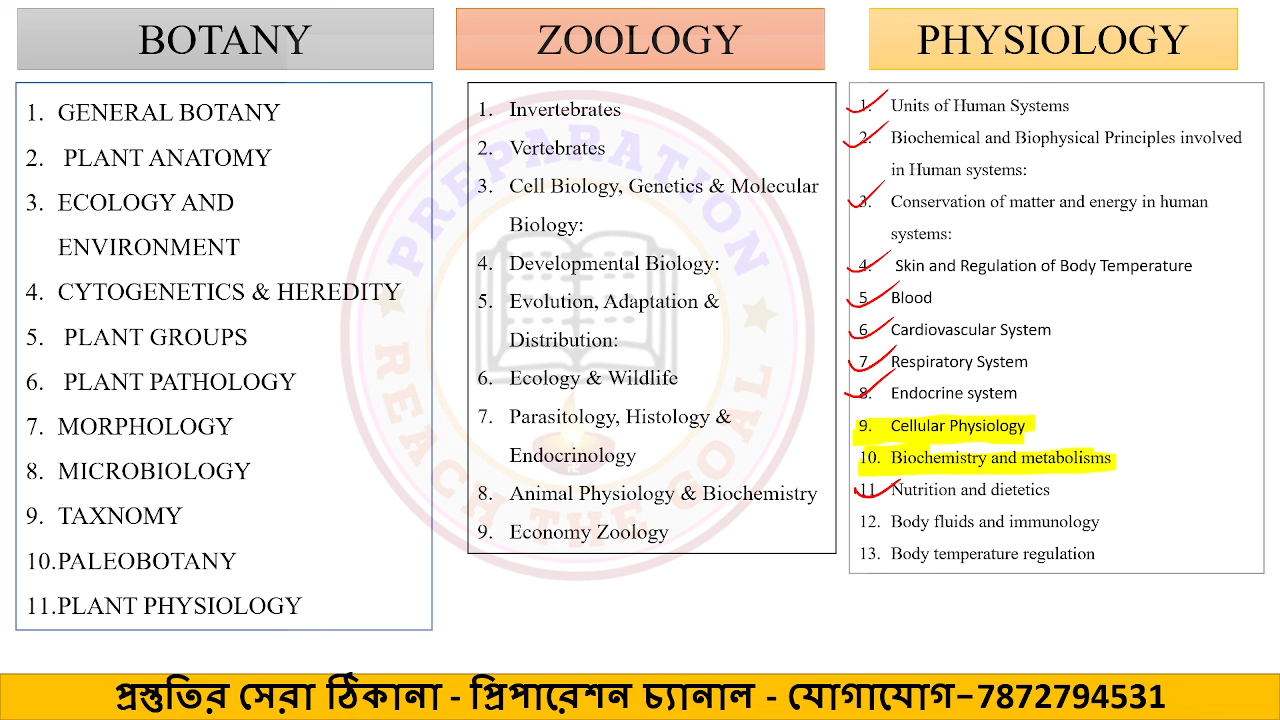 BOTANY
1. GENERAL BOTANY
2. PLANT ANATOMY
3. ECOLOGY AND
ENVIRONMENT
4. CYTOGENETICS & HEREDITY
5. PLANT GROUPS
6. PLANT PATHOLOGY
7. MORPHOLOGY
8. MICROBIOLOGY
9. TAXNOMY
10.PALEOBOTANY
11.PLANT PHYSIOLOGY
ZOOLOGY
1. Invertebrates
2. Vertebrates
3. Cell Biology, Genetics & Molecular
Biology:
4. Developmental Biology:
5. Evolution, Adaptation &
Distribution:
6. Ecology & Wildlife
7. Parasitology, Histology &
Endocrinology
8. Animal Physiology & Biochemistry
9. Economy Zoology
PHYSIOLOGY
1. Units of Human Systems
2. Biochemical and Biophysical Principles involved
in Human systems:
3. Conservation of matter and energy in human
systems:
4. Skin and Regulation of Body Temperature
5 Blood
6. Cardiovascular System
7. Respiratory System
8. Endocrine system
9. Cellular Physiology
10. Biochemistry and metabolisms
11. Nutrition and dietetics
12. Body fluids and immunology
13. Body temperature regulation
PREPARATION
REACH THE GOAL
প্রস্তুতির সেরা ঠিকানা - প্রিপারেশন চ্যানাল - যোগাযোগ–7872794531